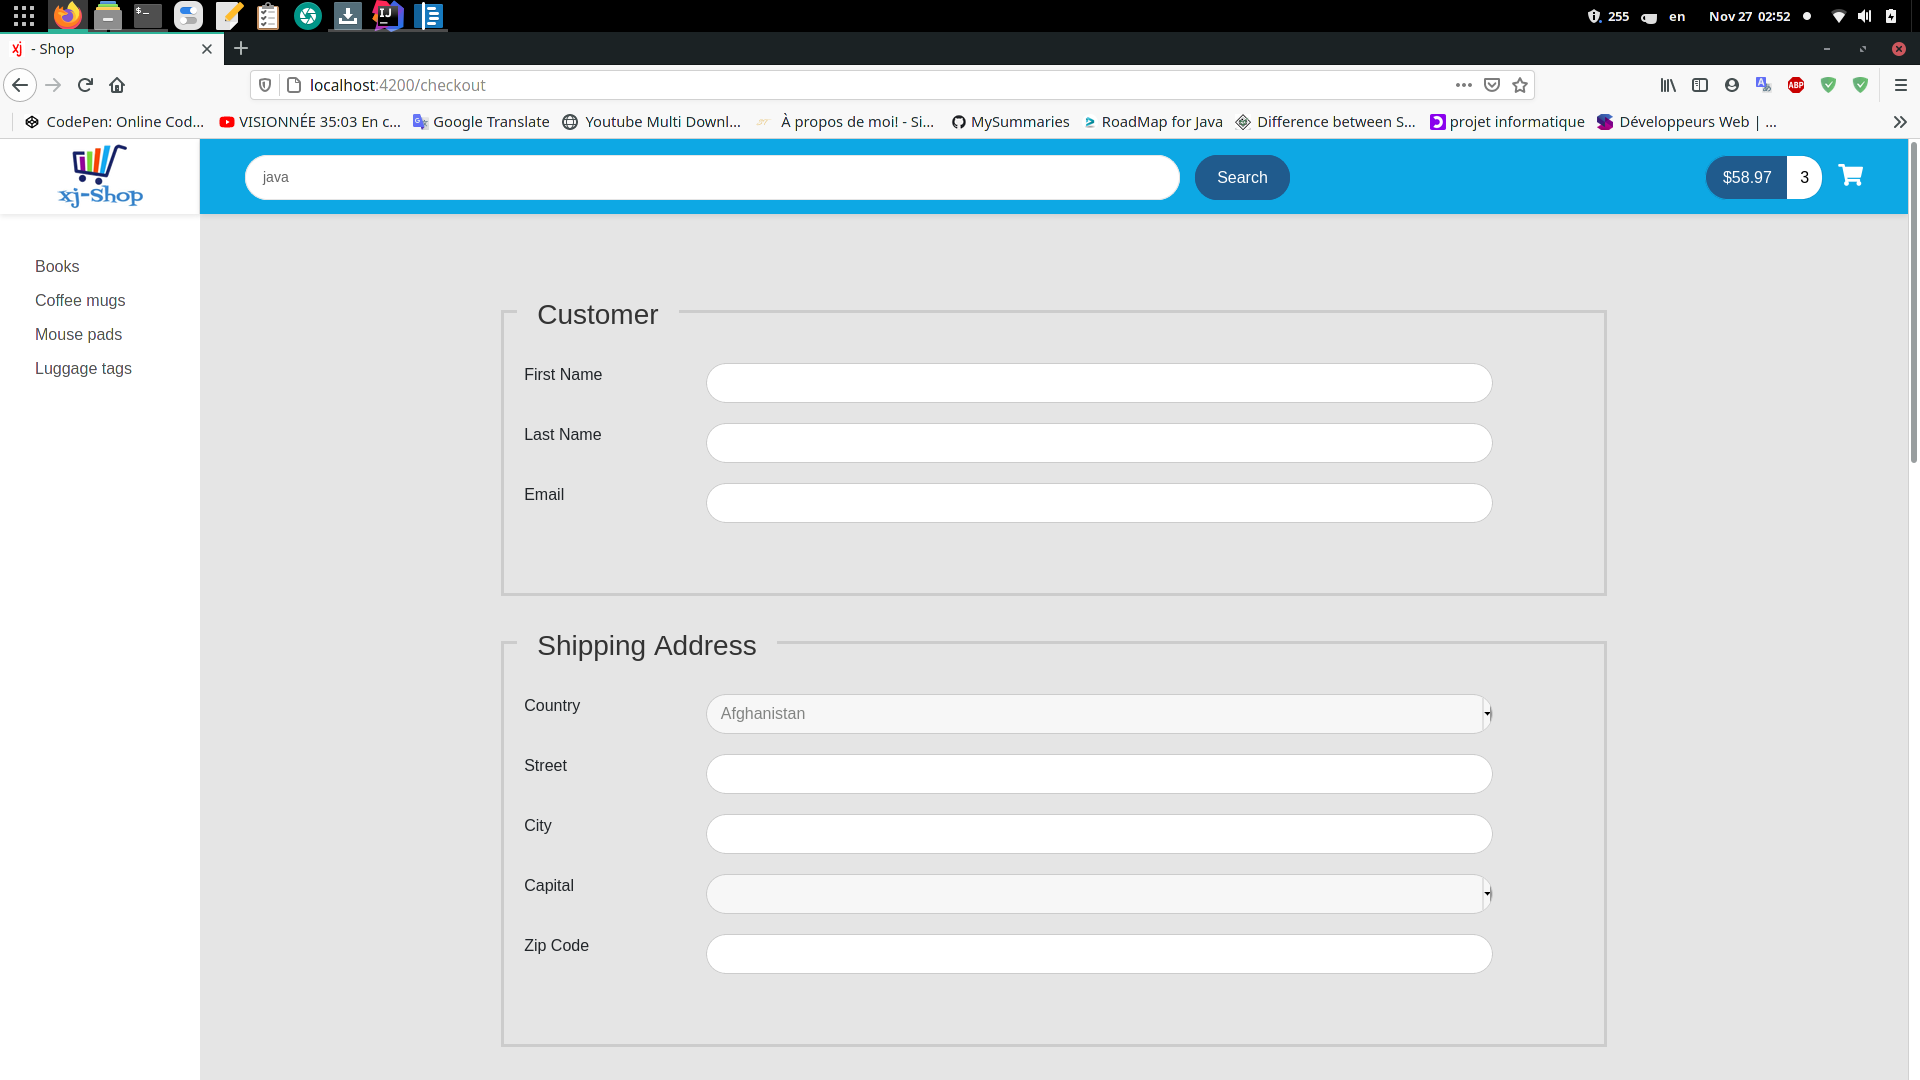 255 en Nov 27 02:52
xj - Shop
localhost:4200/checkout
ABP
CodePen: Online Cod... VISIONNÉE 35:03 En c... Google Translate Youtube Multi Downl... À propos de moi! - Si... MySummaries RoadMap for Java Difference between S... projet informatique Développeurs Web | ...
xj-Shop
java
Search
$58.97 3
Books
Coffee mugs
Mouse pads
Luggage tags
Customer
First Name
Last Name
Email
Shipping Address
Country Afghanistan
Street
City
Capital
Zip Code